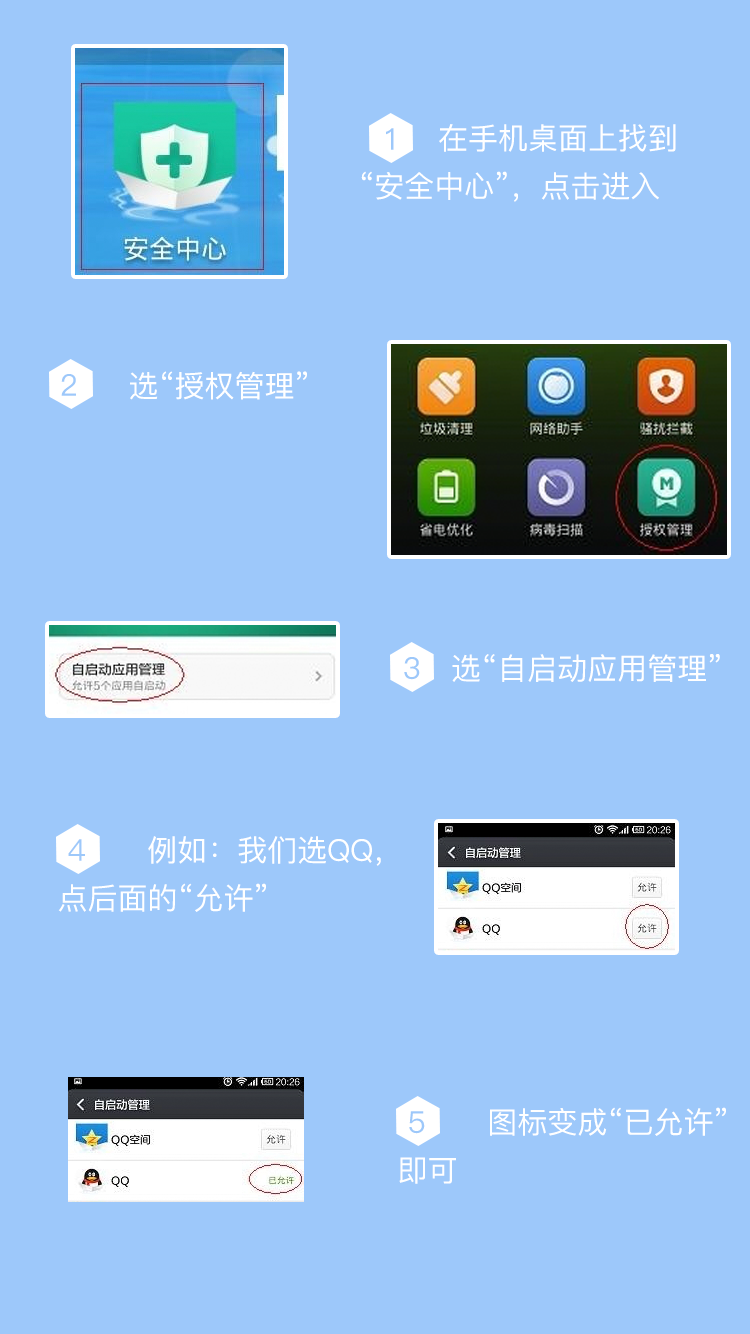 安全中心
1 在手机桌面上找到
“安全中心”，点击进入
2 选“授权管理”
垃圾清理 网络助手 骚扰拦截
省电优化 病毒扫描 授权管理
M
自启动应用管理
允许5个应用自启动
3 选“自启动应用管理”
4 例如：我们选QQ，
点后面的“允许”
60 20:26
自启动管理
QQ空间 允许
QQ 允许
60 20:26
自启动管理
QQ空间 允许
QQ 已允许
5 图标变成“已允许”
即可